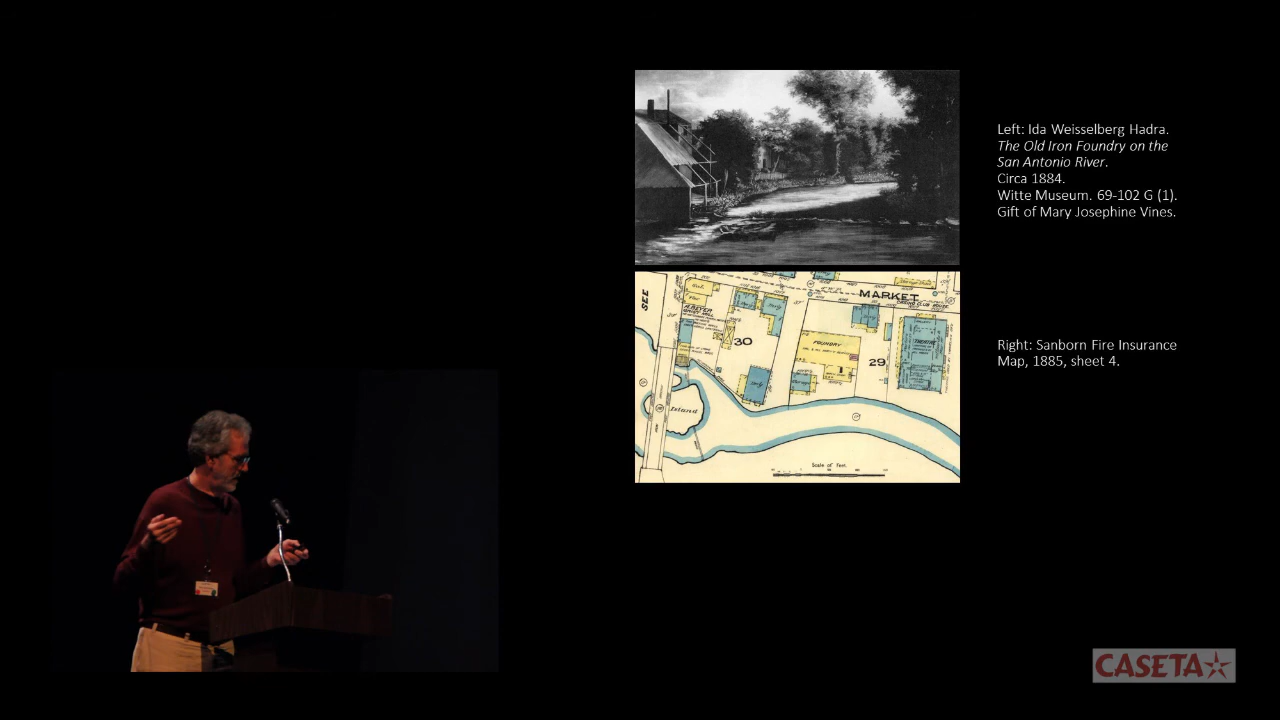 Left: Ida Weisselberg Hadra.
The Old Iron Foundry on the
San Antonio River.
Circa 1884.
Witte Museum. 69-102 G (1).
Gift of Mary Josephine Vines.
SEE
MARKET
30
FOUNDRY
29
THEATRE
Island
Scale of feet.
Right: Sanborn Fire Insurance
Map, 1885, sheet 4.
CASETA